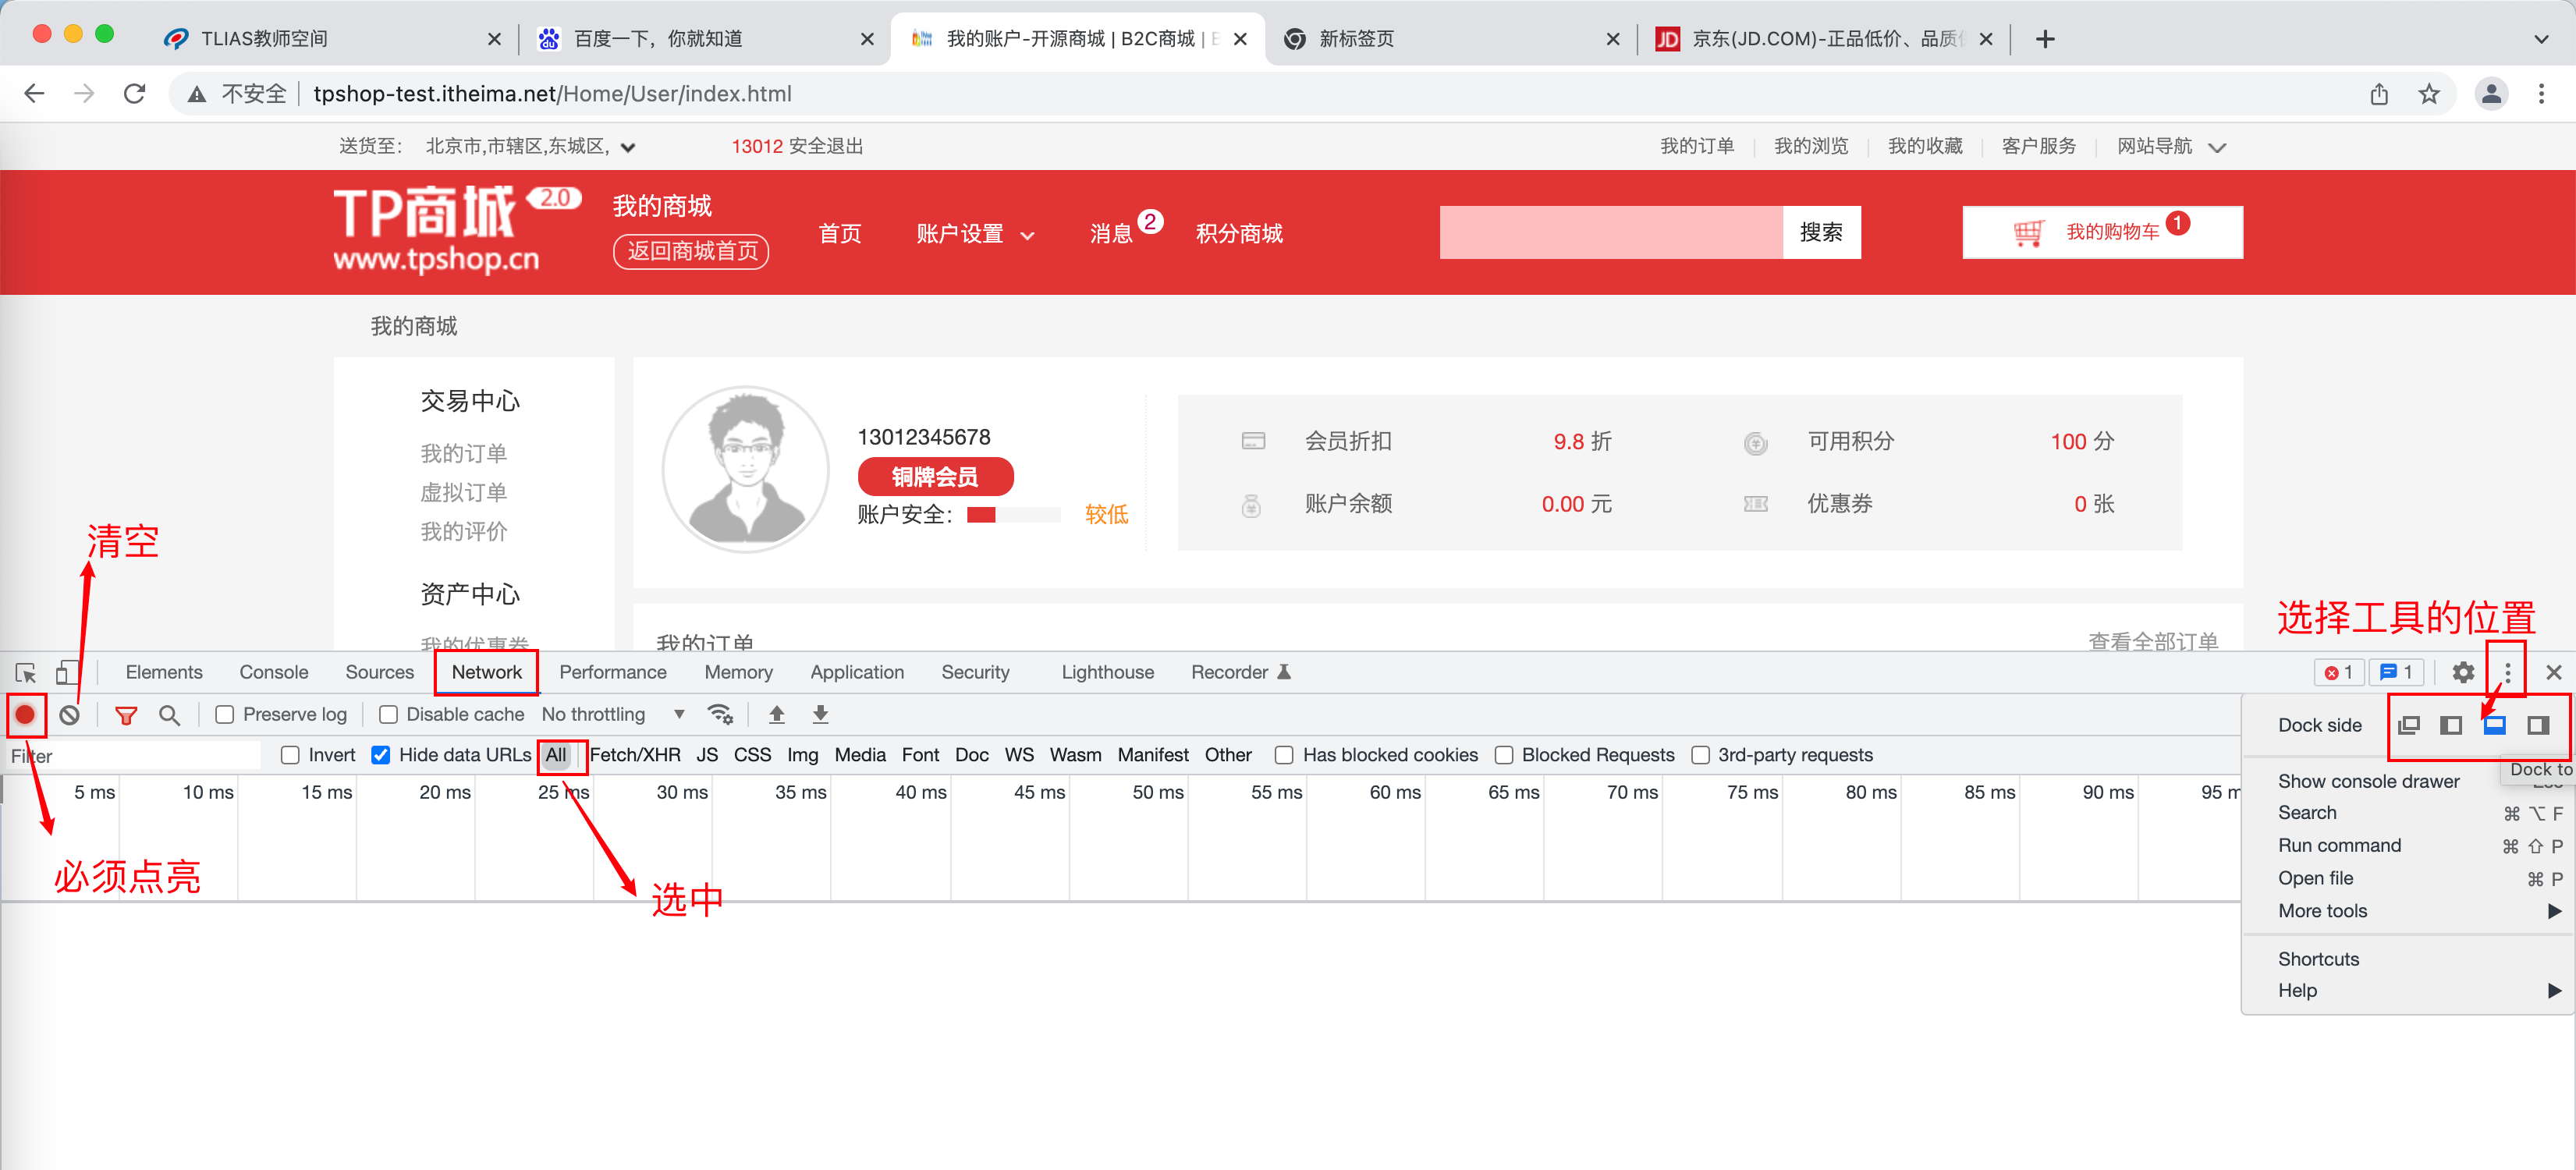 TLIAS教师空间
百度一下，你就知道
我的账户-开源商城 | B2C商城 |
新标签页
京东(JD.COM)-正品低价、品质
不安全 tpshop-test.itheima.net/Home/User/index.html
送货至： 北京市,市辖区,东城区,
13012 安全退出
我的订单 我的浏览 我的收藏 客户服务 网站导航
TP商城 2.0
www.tpshop.cn
我的商城
返回商城首页
首页 账户设置 消息 2 积分商城
搜索
我的购物车 1
我的商城
交易中心
我的订单
虚拟订单
我的评价
资产中心
我的优惠券
13012345678
铜牌会员
账户安全： 较低
会员折扣 9.8 折 可用积分 100 分
账户余额 0.00 元 优惠券 0 张
我的订单 查看全部订单
清空
选择工具的位置
Elements Console Sources Network Performance Memory Application Security Lighthouse Recorder 1 1
Preserve log Disable cache No throttling
Filter Invert Hide data URLs All Fetch/XHR JS CSS Img Media Font Doc WS Wasm Manifest Other Has blocked cookies Blocked Requests 3rd-party requests
5 ms 10 ms 15 ms 20 ms 25 ms 30 ms 35 ms 40 ms 45 ms 50 ms 55 ms 60 ms 65 ms 70 ms 75 ms 80 ms 85 ms 90 ms 95 m
必须点亮
选中
Dock side
Dock to
Show console drawer
Search ⌘ ⌥ F
Run command ⌘ ⇧ P
Open file ⌘ P
More tools
Shortcuts
Help